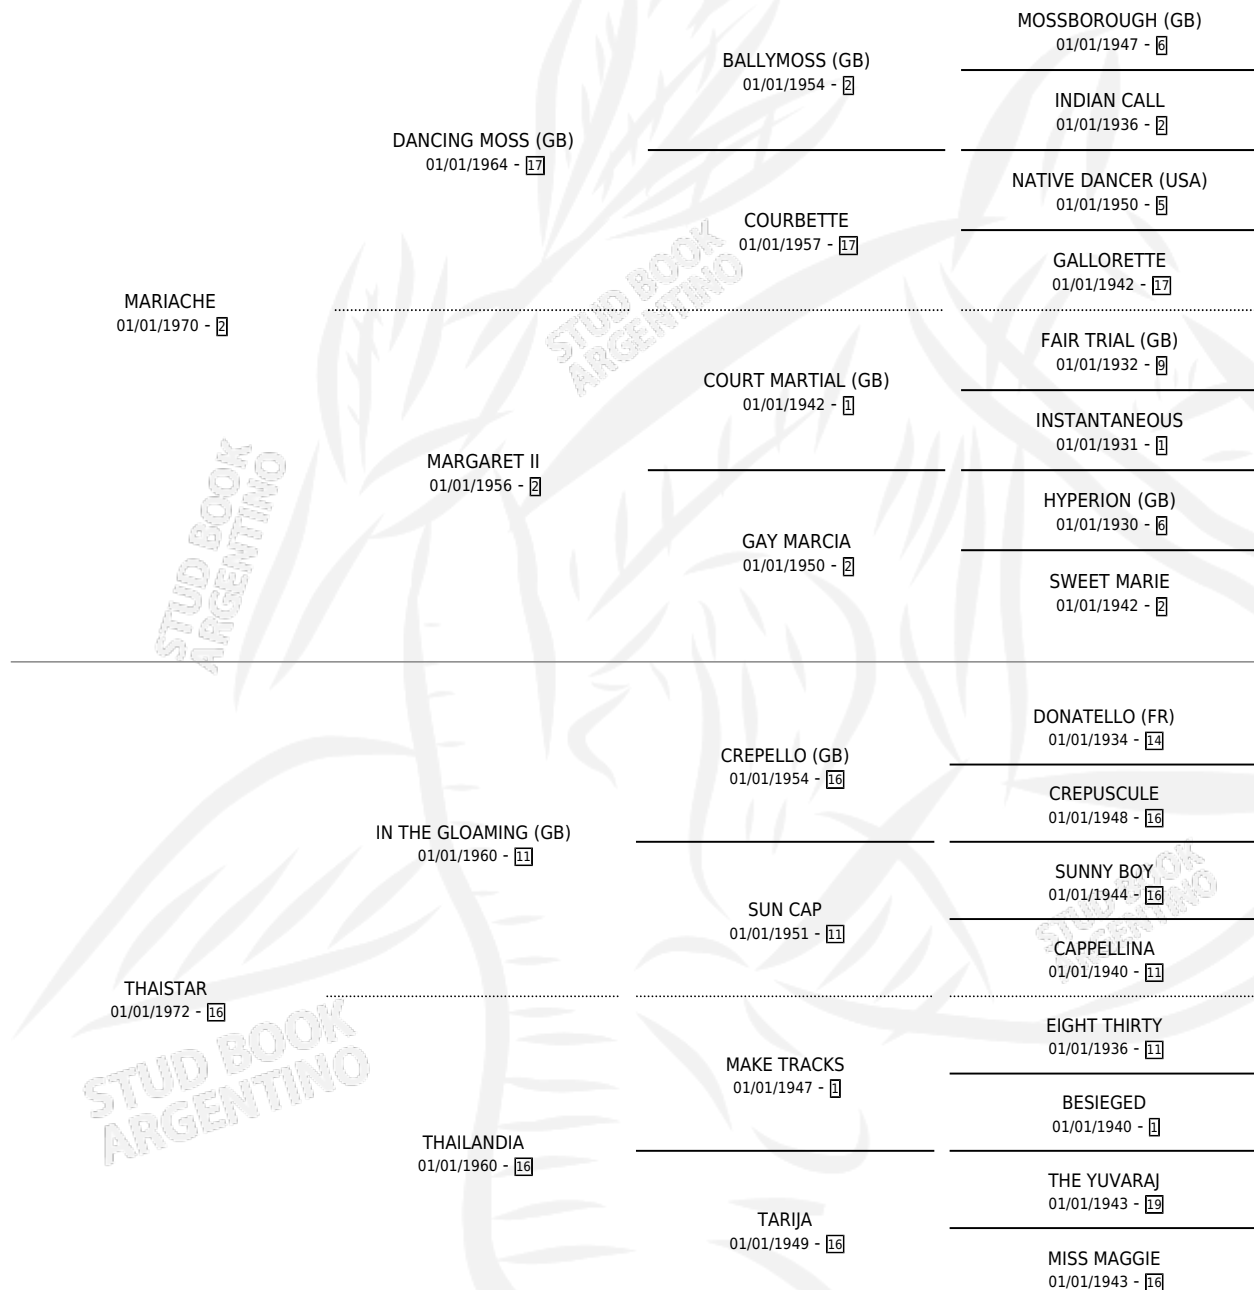 MOSSBOROUGH (GB)
01/01/1947 - 6
BALLYMOSS (GB)
01/01/1954 - 2
INDIAN CALL
01/01/1936 - 2
DANCING MOSS (GB)
01/01/1964 - 17
NATIVE DANCER (USA)
01/01/1950 - 5
COURBETTE
01/01/1957 - 17
GALLORETTE
01/01/1942 - 17
MARIACHE
01/01/1970 - 2
FAIR TRIAL (GB)
01/01/1932 - 9
COURT MARTIAL (GB)
01/01/1942 - 1
INSTANTANEOUS
01/01/1931 - 1
MARGARET II
01/01/1956 - 2
HYPERION (GB)
01/01/1930 - 6
GAY MARCIA
01/01/1950 - 2
SWEET MARIE
01/01/1942 - 2
DONATELLO (FR)
01/01/1934 - 14
CREPELLO (GB)
01/01/1954 - 16
CREPUSCULE
01/01/1948 - 16
IN THE GLOAMING (GB)
01/01/1960 - 11
SUNNY BOY
01/01/1944 - 16
SUN CAP
01/01/1951 - 11
CAPPELLINA
01/01/1940 - 11
THAISTAR
01/01/1972 - 16
EIGHT THIRTY
01/01/1936 - 11
MAKE TRACKS
01/01/1947 - 1
BESIEGED
01/01/1940 - 1
THAILANDIA
01/01/1960 - 16
THE YUVARAJ
01/01/1943 - 19
TARIJA
01/01/1949 - 16
MISS MAGGIE
01/01/1943 - 16
STUD BOOK
ARGENTINO
STUD BOOK
ARGENTINO
STUD BOOK
ARGENTINO
STUD BOOK
ARGENTINO